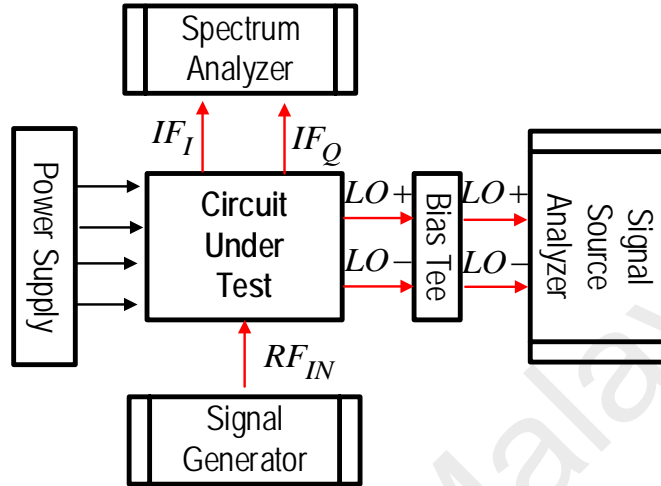 Spectrum
Analyzer
IF_I
IF_Q
Power Supply
Circuit
Under
Test
LO+
LO−
Bias Tee
LO+
LO−
Signal
Source
Analyzer
RF_IN
Signal
Generator
Malay